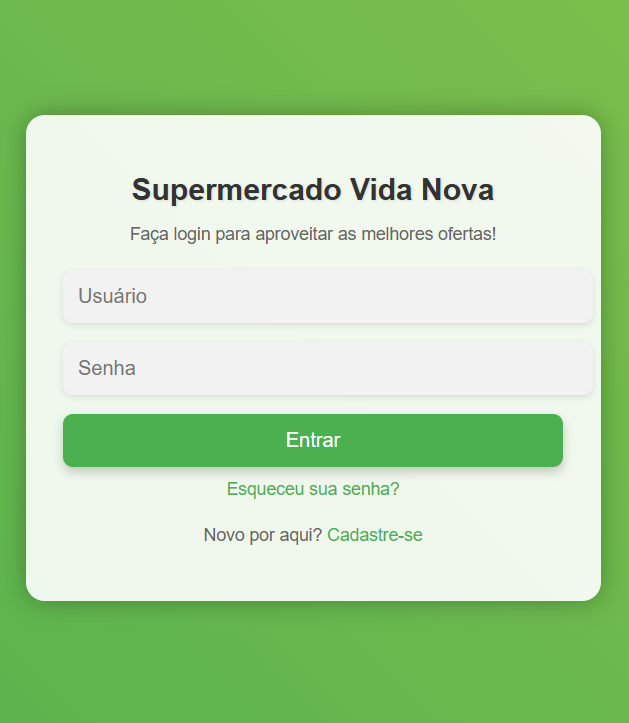 Supermercado Vida Nova
Faça login para aproveitar as melhores ofertas!
Usuário
Senha
Entrar
Esqueceu sua senha?
Novo por aqui? Cadastre-se